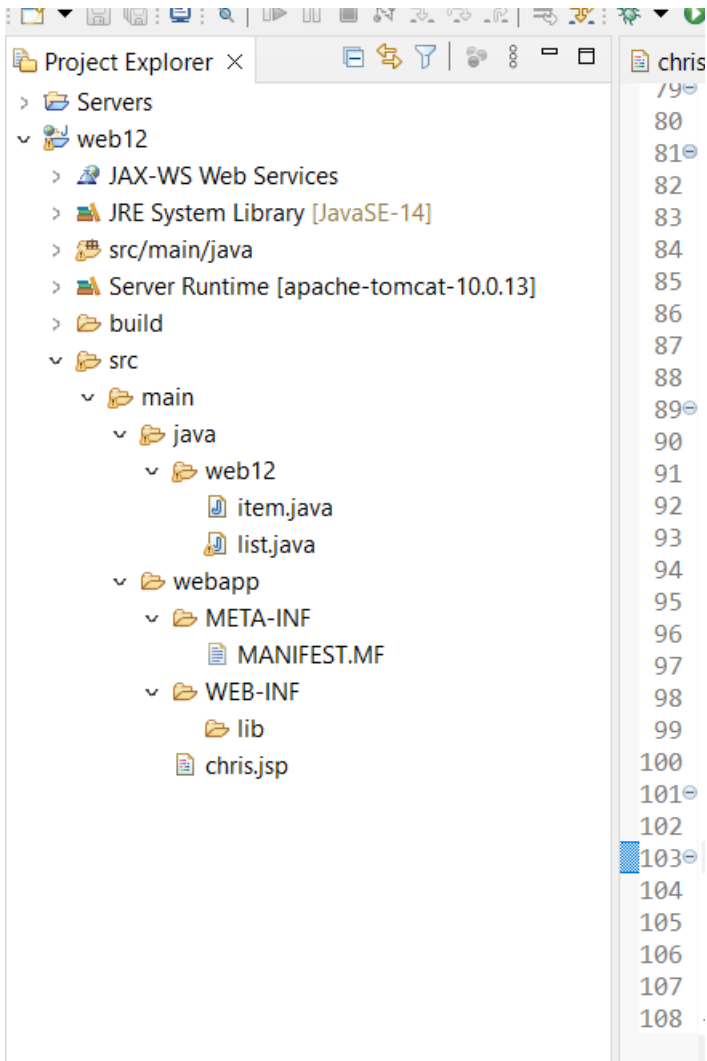 Project Explorer
chris
Servers
web12
JAX-WS Web Services
JRE System Library [JavaSE-14]
src/main/java
Server Runtime [apache-tomcat-10.0.13]
build
src
main
java
web12
item.java
list.java
webapp
META-INF
MANIFEST.MF
WEB-INF
lib
chris.jsp
79
80
81
82
83
84
85
86
87
88
89
90
91
92
93
94
95
96
97
98
99
100
101
102
103
104
105
106
107
108